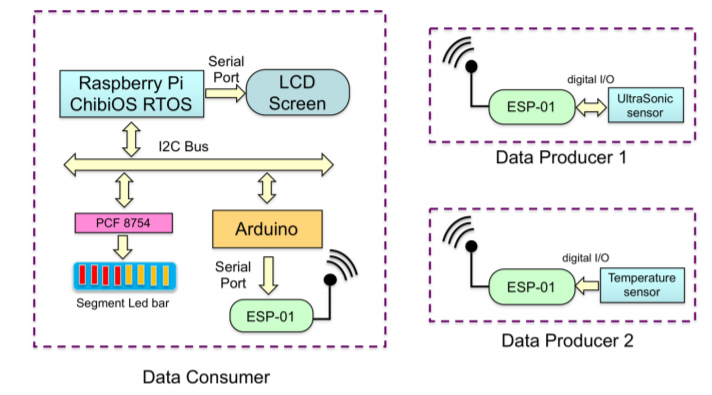 Serial
Port
Raspberry Pi
ChibiOS RTOS
LCD
Screen
I2C Bus
PCF 8754
Arduino
Segment Led bar
Serial
Port
ESP-01
Data Consumer
digital I/O
ESP-01
UltraSonic
sensor
Data Producer 1
digital I/O
ESP-01
Temperature
sensor
Data Producer 2